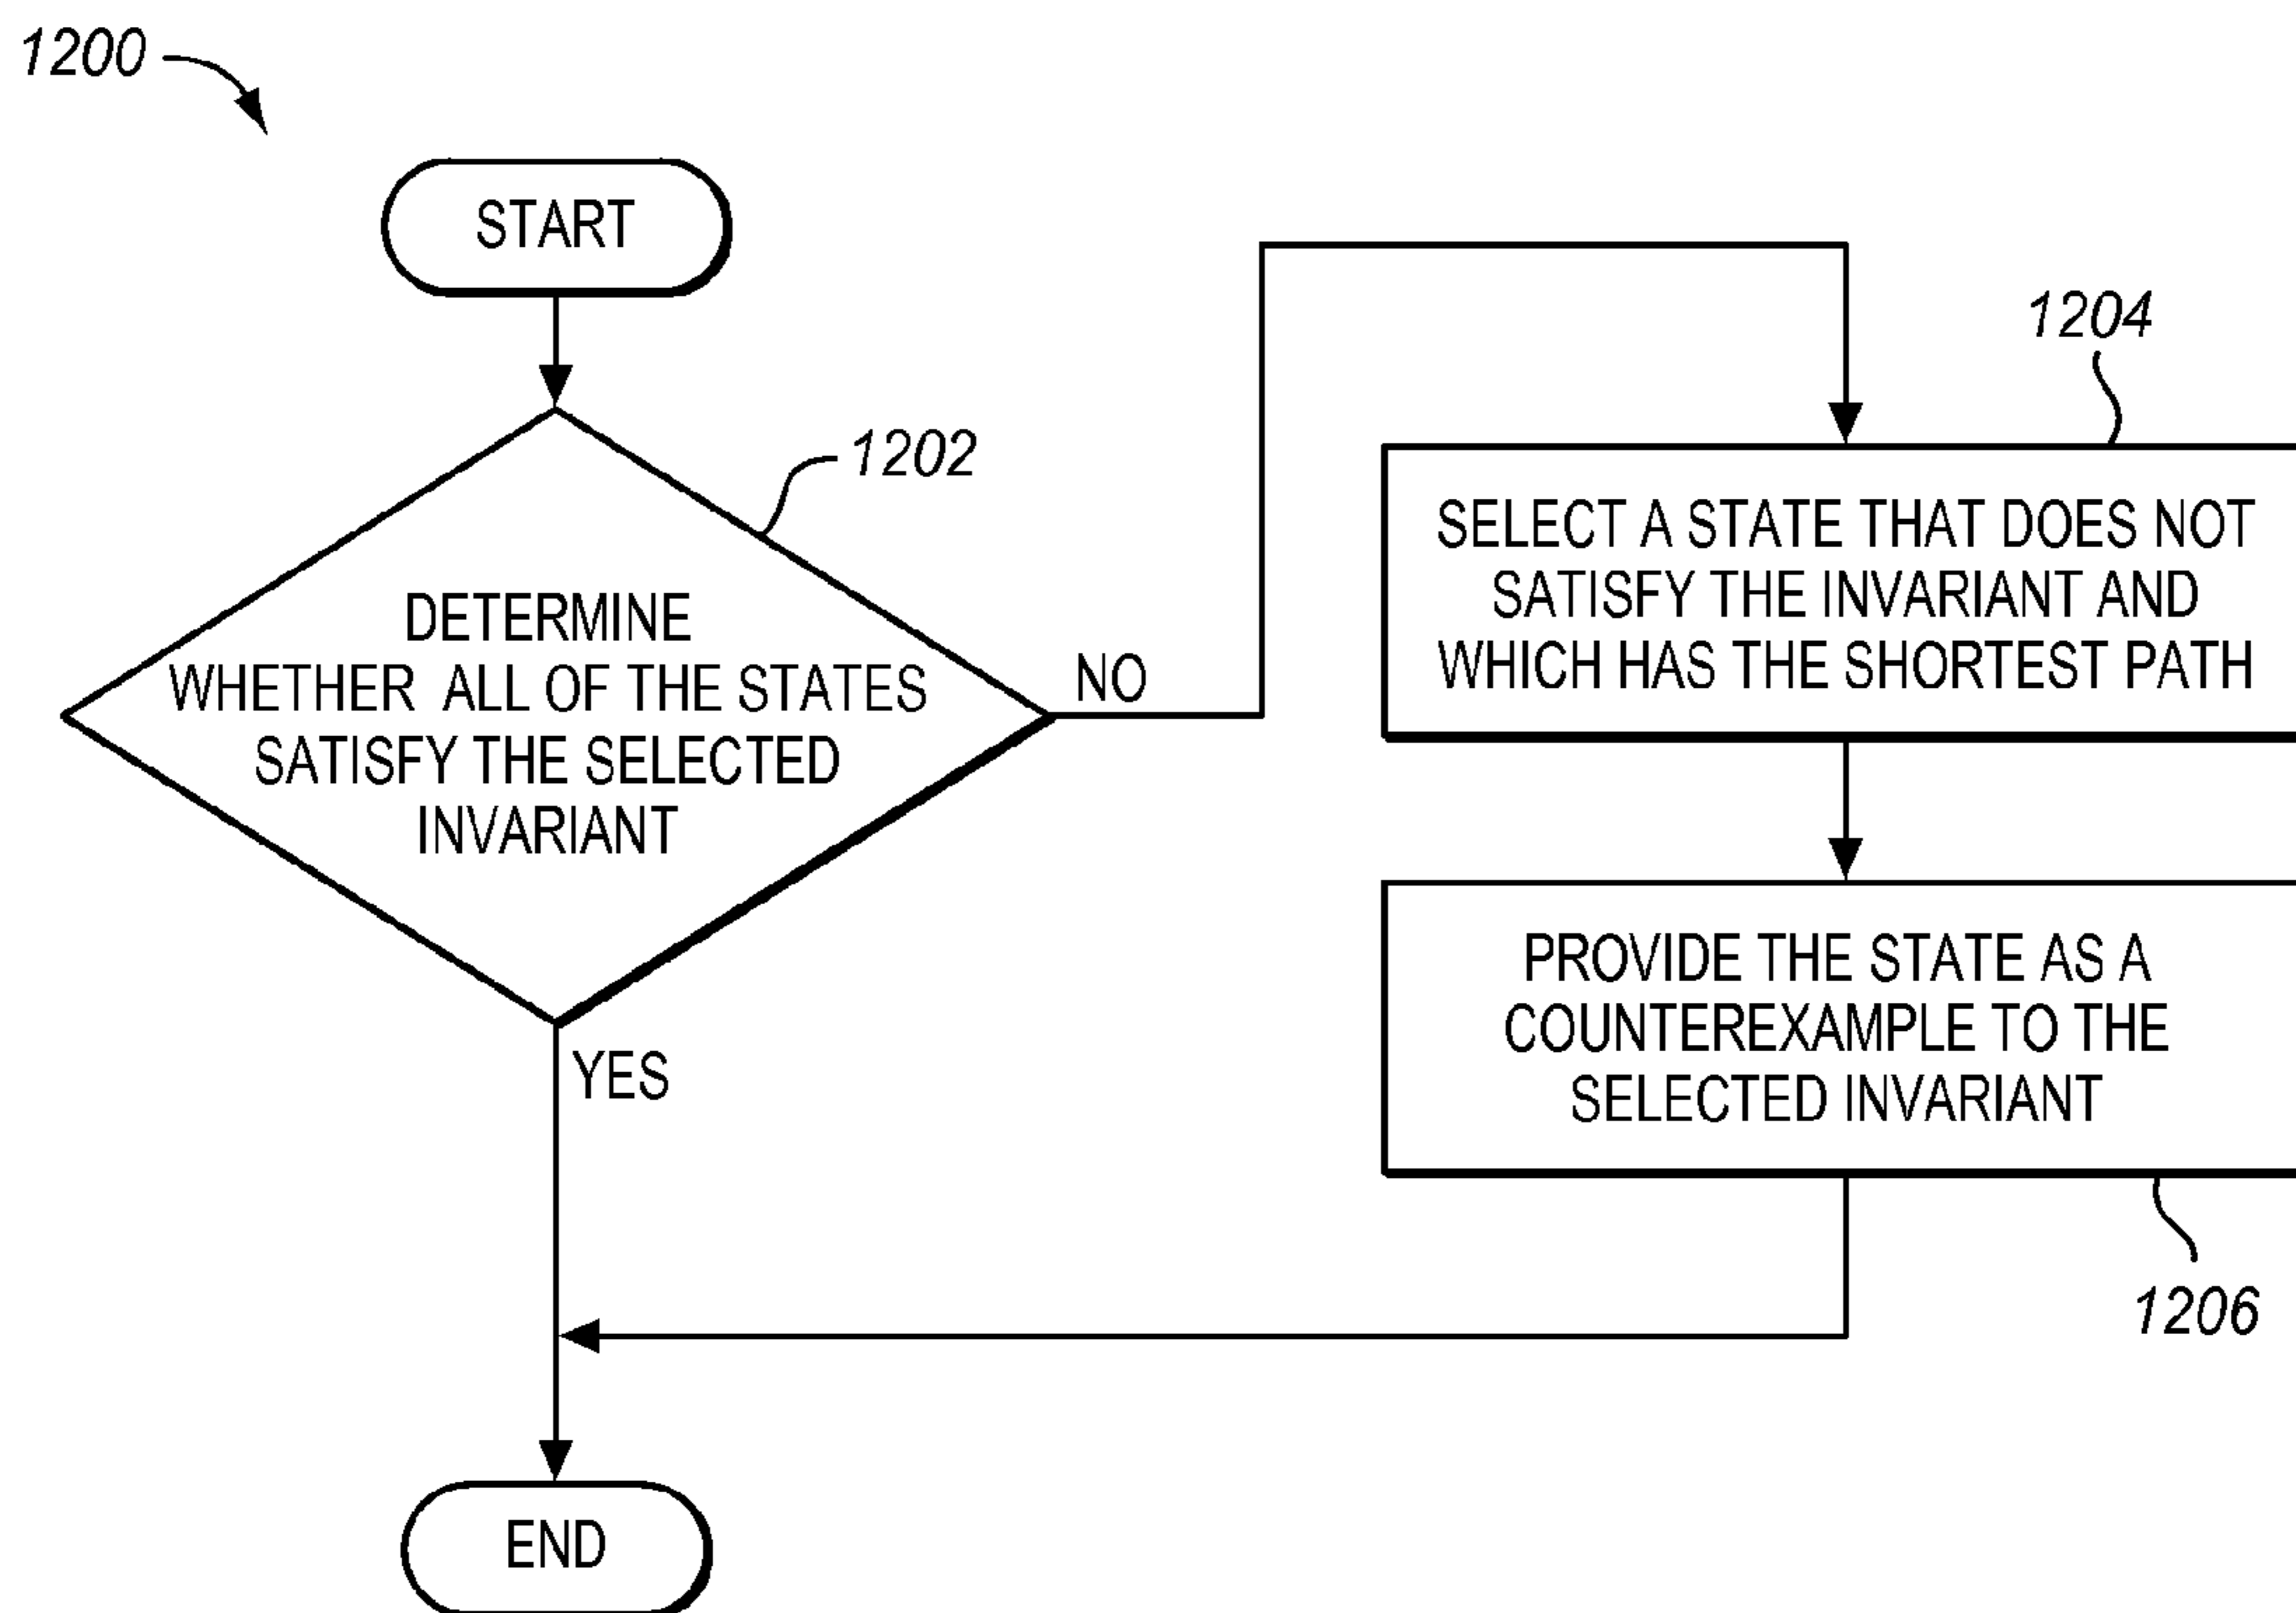 1200
START
1202
DETERMINE
WHETHER ALL OF THE STATES
SATISFY THE SELECTED
INVARIANT
NO
YES
1204
SELECT A STATE THAT DOES NOT
SATISFY THE INVARIANT AND
WHICH HAS THE SHORTEST PATH
PROVIDE THE STATE AS A
COUNTEREXAMPLE TO THE
SELECTED INVARIANT
1206
END